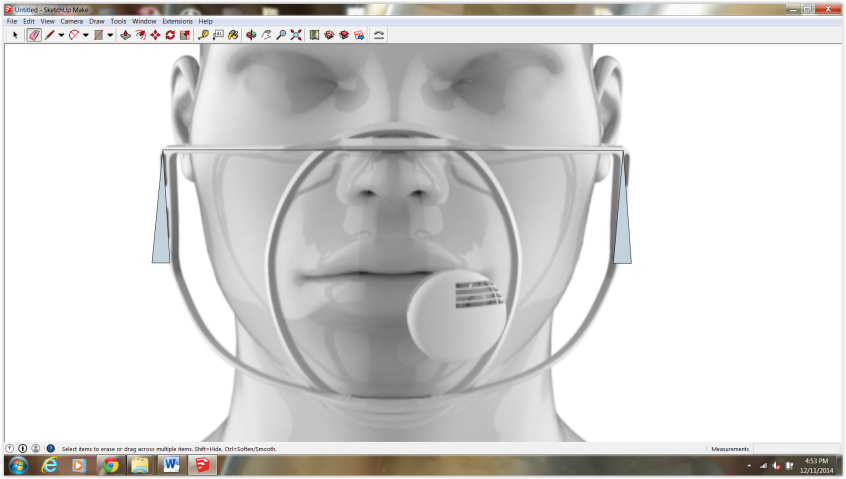 Untitled - SketchUp Make
File Edit View Camera Draw Tools Window Extensions Help
Select items to erase or drag across multiple items. Shift=Hide, Ctrl=Soften/Smooth.
Measurements
4:53 PM
12/11/2014